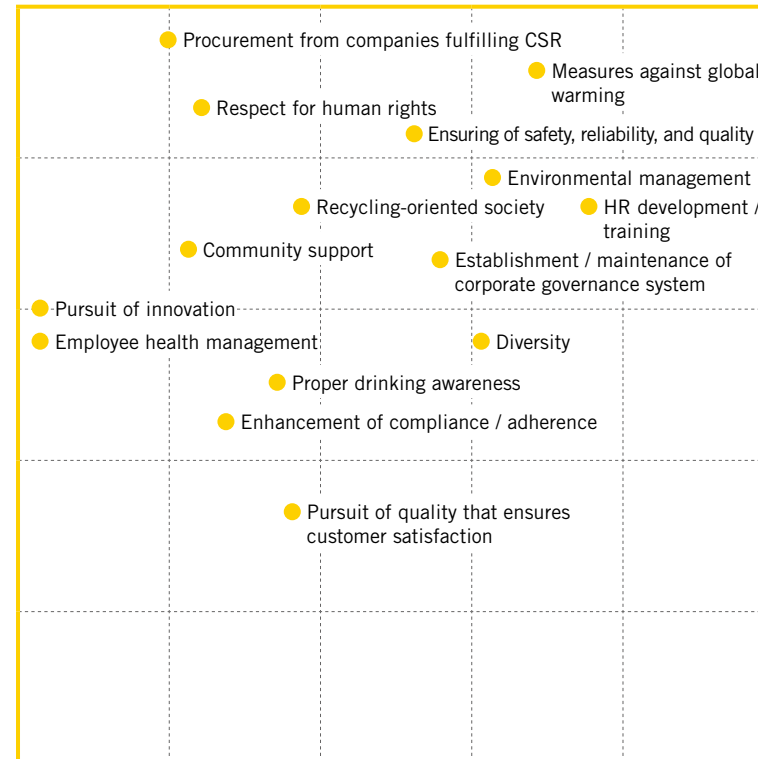 Procurement from companies fulfilling CSR
Measures against global
warming
Respect for human rights
Ensuring of safety, reliability, and quality
Environmental management
Recycling-oriented society
HR development /
training
Community support
Establishment / maintenance of
corporate governance system
Pursuit of innovation
Employee health management
Diversity
Proper drinking awareness
Enhancement of compliance / adherence
Pursuit of quality that ensures
customer satisfaction